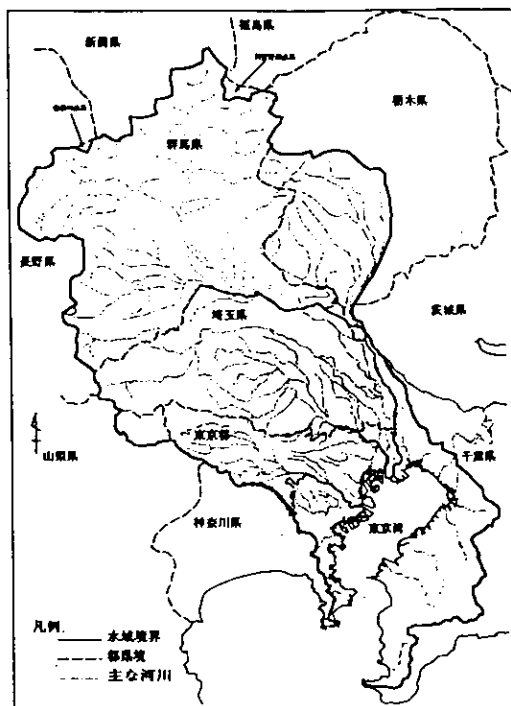 福島県
新潟県
栃木県
群馬県
長野県
茨城県
埼玉県
東京都
山梨県
千葉県
神奈川県
東京湾
凡例
水域境界
都県境
主な河川